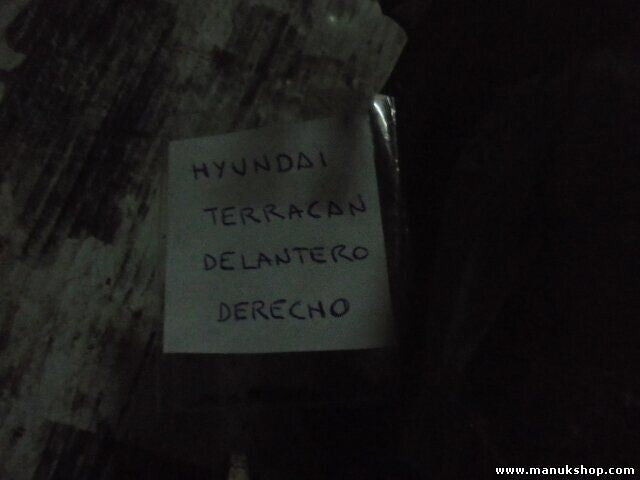 HYUNDAI
TERRACAN
DELANTERO
DERECHO
www.manukshop.com